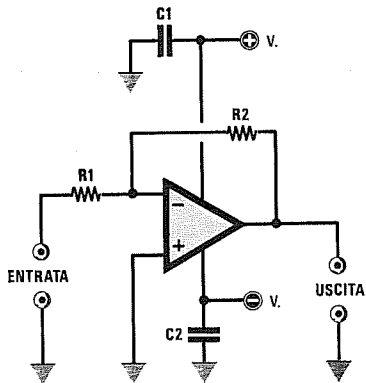 C1
+ V.
R2
R1
−
+
ENTRATA
USCITA
− V.
C2